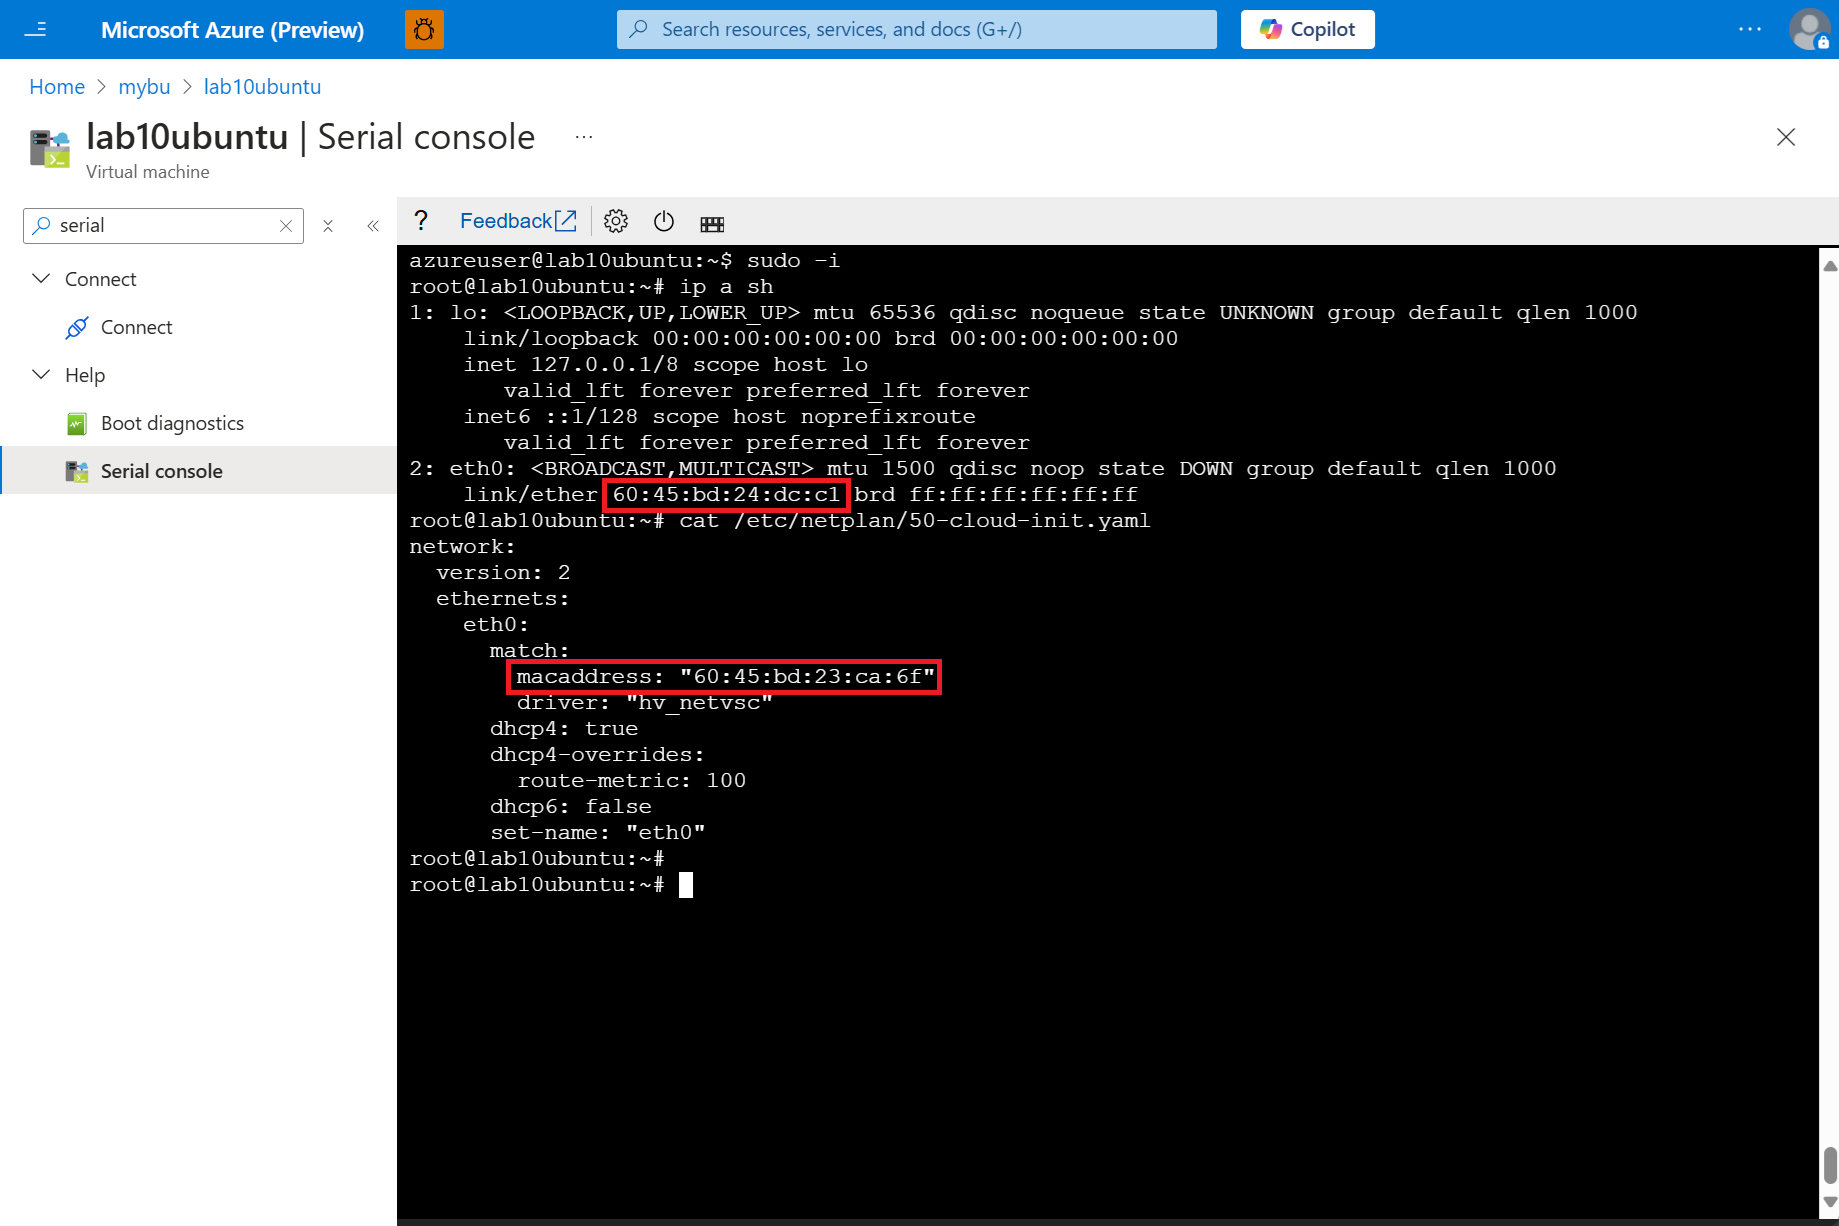 Microsoft Azure (Preview)
Search resources, services, and docs (G+/)
Copilot
Home > mybu > lab10ubuntu
lab10ubuntu | Serial console
Virtual machine
serial
Connect
Connect
Help
Boot diagnostics
Serial console
? Feedback
azureuser@lab10ubuntu:~$ sudo -i
root@lab10ubuntu:~# ip a sh
1: lo: <LOOPBACK,UP,LOWER_UP> mtu 65536 qdisc noqueue state UNKNOWN group default qlen 1000
    link/loopback 00:00:00:00:00:00 brd 00:00:00:00:00:00
    inet 127.0.0.1/8 scope host lo
       valid_lft forever preferred_lft forever
    inet6 ::1/128 scope host noprefixroute
       valid_lft forever preferred_lft forever
2: eth0: <BROADCAST,MULTICAST> mtu 1500 qdisc noop state DOWN group default qlen 1000
    link/ether 60:45:bd:24:dc:c1 brd ff:ff:ff:ff:ff:ff
root@lab10ubuntu:~# cat /etc/netplan/50-cloud-init.yaml
network:
  version: 2
  ethernets:
    eth0:
      match:
        macaddress: "60:45:bd:23:ca:6f"
        driver: "hv_netvsc"
      dhcp4: true
      dhcp4-overrides:
        route-metric: 100
      dhcp6: false
      set-name: "eth0"
root@lab10ubuntu:~#
root@lab10ubuntu:~#